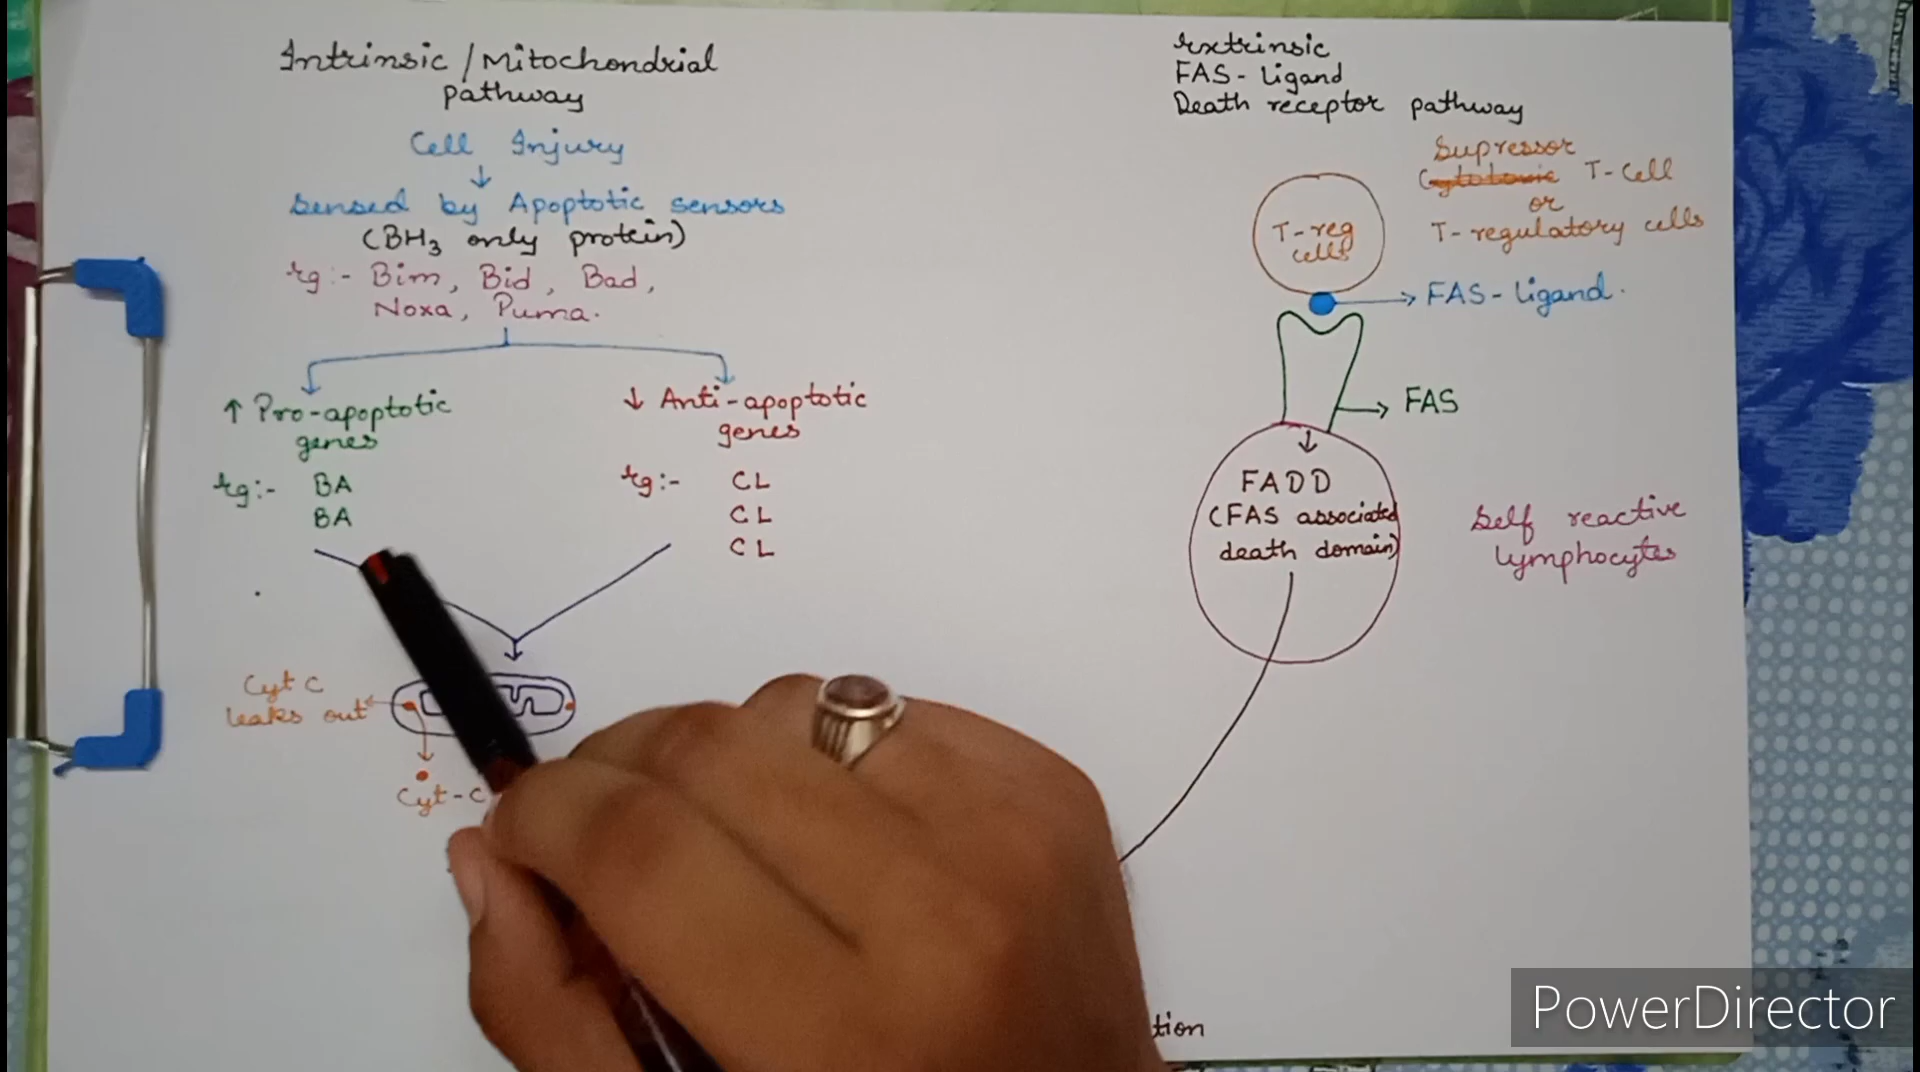 Intrinsic / Mitochondrial
pathway
Cell Injury
Sensed by Apoptotic sensors
(BH3 only protein)
Eg:- Bim, Bid, Bad,
Noxa, Puma.
↑ Pro-apoptotic
genes
Eg:- BA
BA
↓ Anti-apoptotic
genes
Eg:- CL
CL
CL
Cyt C
leaks out
Cyt-C
Extrinsic
FAS-Ligand
Death receptor pathway
Supressor
T-Cell
or
T-regulatory cells
T-reg
cells
FAS-Ligand.
FAS
FADD
(FAS associated
death domain)
Self reactive
lymphocytes
tion
PowerDirector